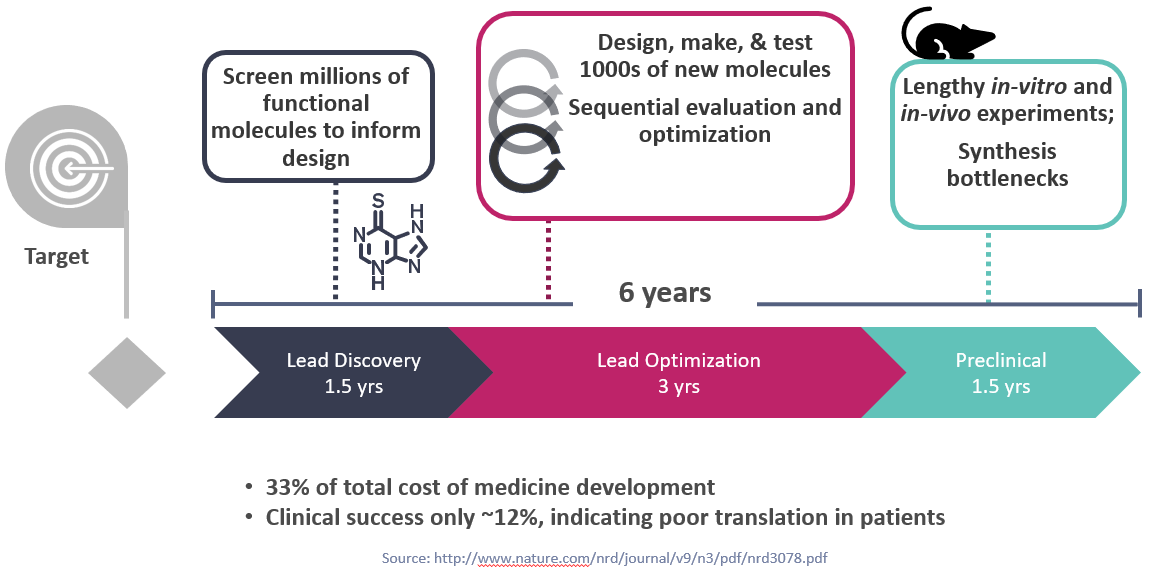 Target
Screen millions of
functional
molecules to inform
design
S
H
N
N
N
N
H
Design, make, & test
1000s of new molecules
Sequential evaluation and
optimization
Lengthy in-vitro and
in-vivo experiments;
Synthesis
bottlenecks
6 years
Lead Discovery
1.5 yrs
Lead Optimization
3 yrs
Preclinical
1.5 yrs
• 33% of total cost of medicine development
• Clinical success only ~12%, indicating poor translation in patients
Source: http://www.nature.com/nrd/journal/v9/n3/pdf/nrd3078.pdf